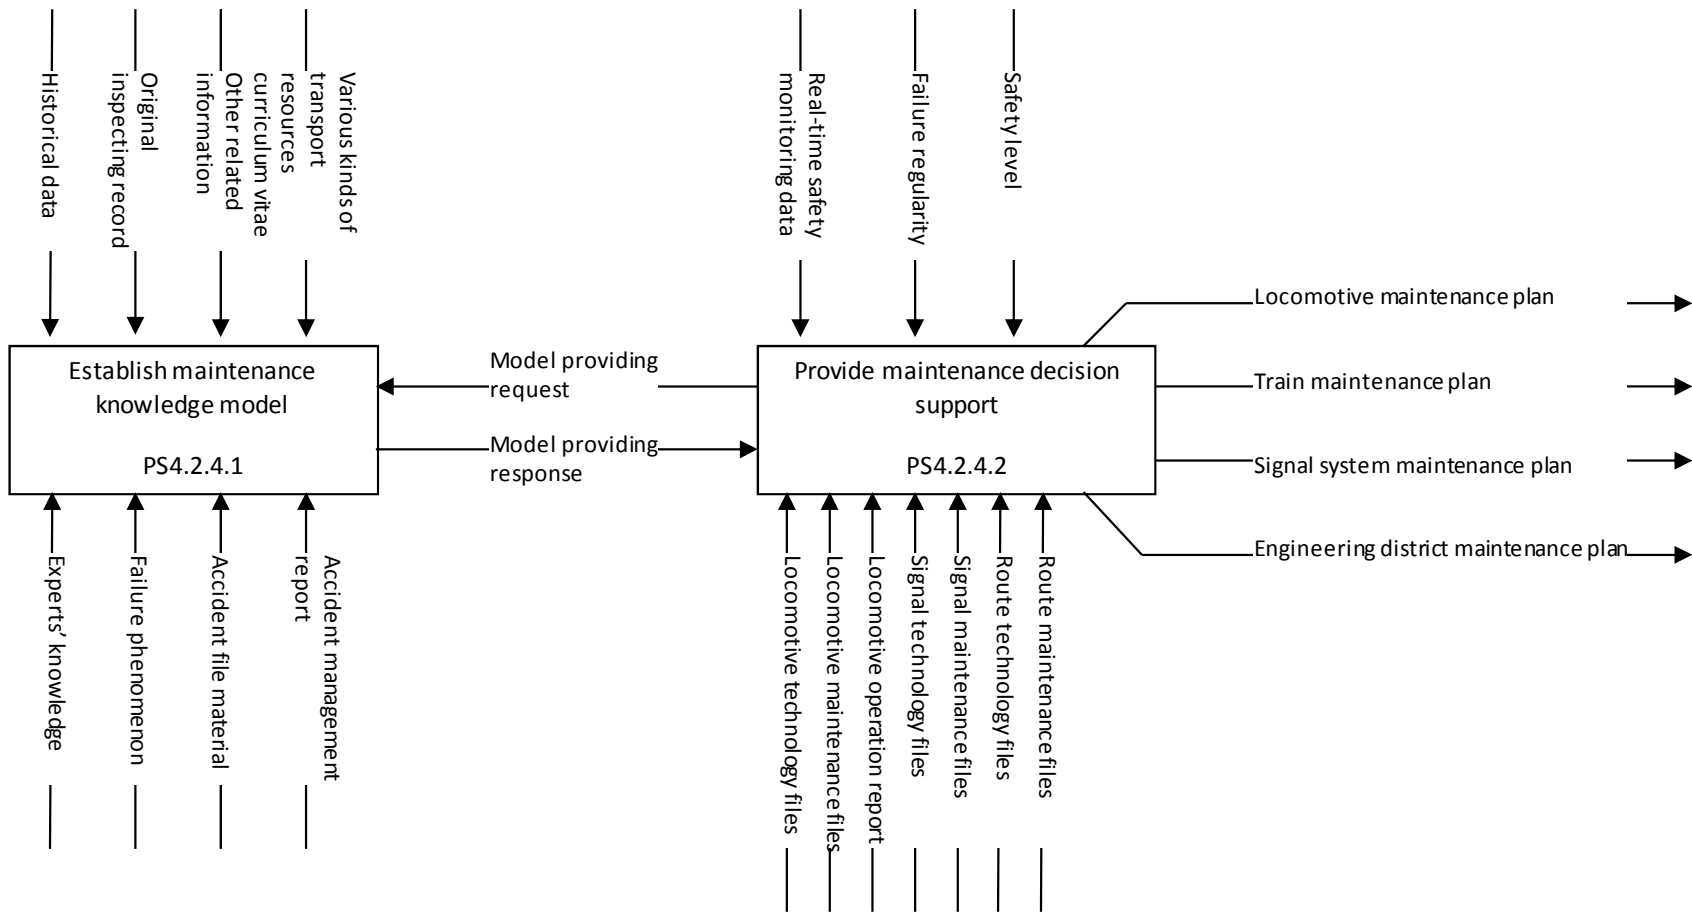 Historical data
Original
inspecting record
Other related
information
Various kinds of
transport
resources
curriculum vitae
Real-time safety
monitoring data
Failure regularity
Safety level
Establish maintenance
knowledge model
PS4.2.4.1
Model providing
request
Model providing
response
Provide maintenance decision
support
PS4.2.4.2
Locomotive maintenance plan
Train maintenance plan
Signal system maintenance plan
Engineering district maintenance plan
Experts’ knowledge
Failure phenomenon
Accident file material
Accident management
report
Locomotive technology files
Locomotive maintenance files
Locomotive operation report
Signal technology files
Signal maintenance files
Route technology files
Route maintenance files